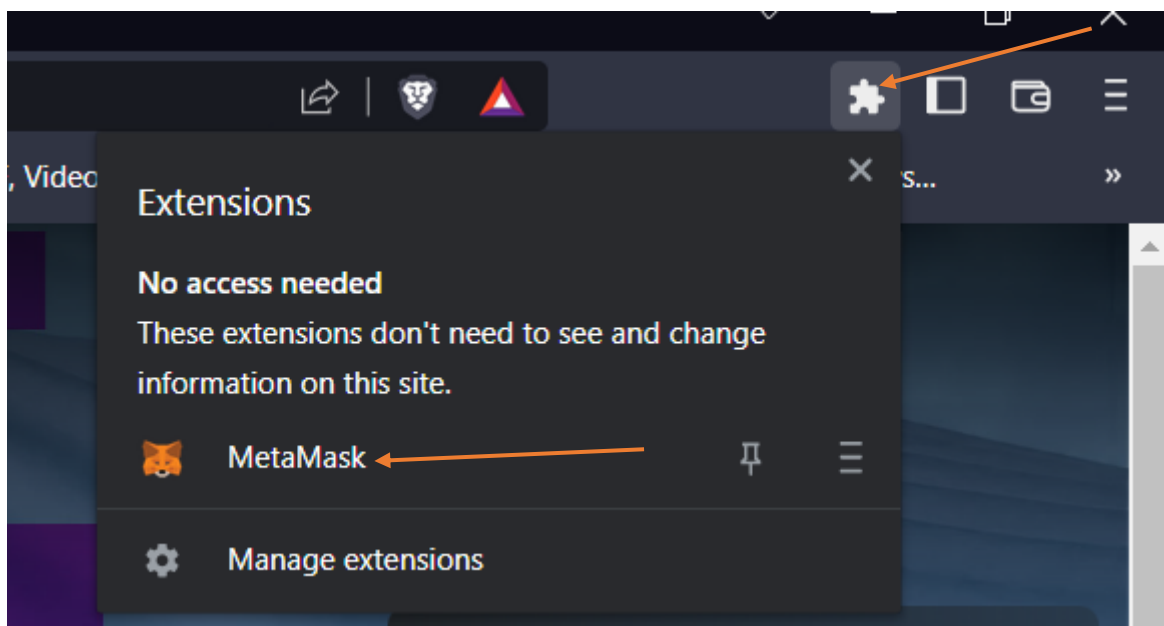 , Video
s...
»
Extensions
No access needed
These extensions don't need to see and change
information on this site.
MetaMask
Manage extensions